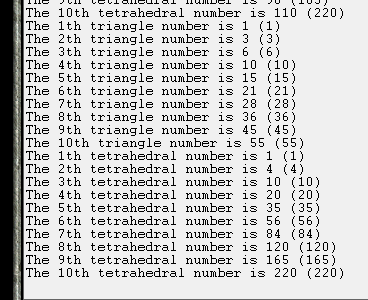 The 9th tetrahedral number is 90 (165)
The 10th tetrahedral number is 110 (220)
The 1th triangle number is 1 (1)
The 2th triangle number is 3 (3)
The 3th triangle number is 6 (6)
The 4th triangle number is 10 (10)
The 5th triangle number is 15 (15)
The 6th triangle number is 21 (21)
The 7th triangle number is 28 (28)
The 8th triangle number is 36 (36)
The 9th triangle number is 45 (45)
The 10th triangle number is 55 (55)
The 1th tetrahedral number is 1 (1)
The 2th tetrahedral number is 4 (4)
The 3th tetrahedral number is 10 (10)
The 4th tetrahedral number is 20 (20)
The 5th tetrahedral number is 35 (35)
The 6th tetrahedral number is 56 (56)
The 7th tetrahedral number is 84 (84)
The 8th tetrahedral number is 120 (120)
The 9th tetrahedral number is 165 (165)
The 10th tetrahedral number is 220 (220)